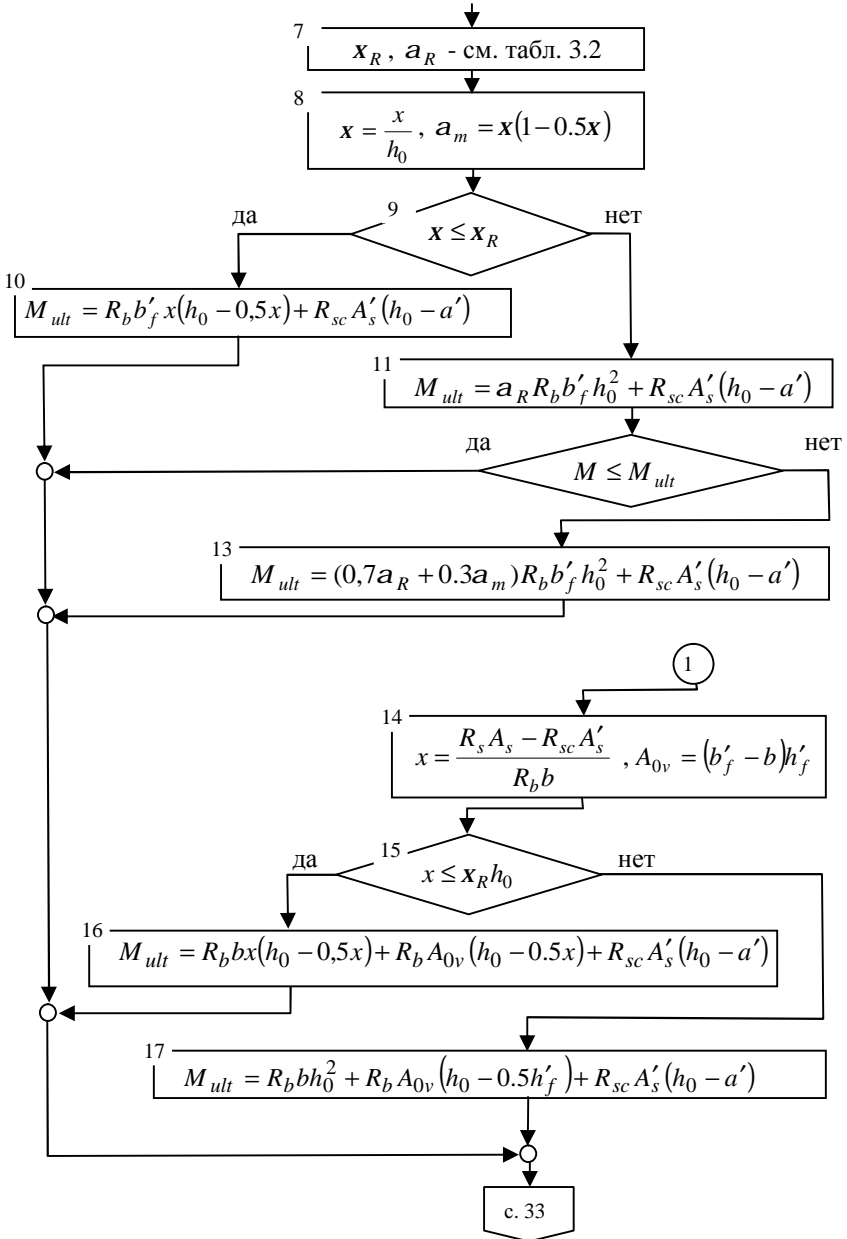 7
x_R , a_R - см. табл. 3.2
8
x = x/h_0 , a_m = x(1−0.5x)
9
да
нет
x ≤ x_R
10
M_ult = R_b b′_f x(h_0 − 0,5x) + R_sc A′_s (h_0 − a′)
11
M_ult = a_R R_b b′_f h_0^2 + R_sc A′_s (h_0 − a′)
да
нет
M ≤ M_ult
13
M_ult = (0,7a_R + 0.3a_m) R_b b′_f h_0^2 + R_sc A′_s (h_0 − a′)
1
14
x = (R_s A_s − R_sc A′_s)/(R_b b) , A_0v = (b′_f − b)h′_f
15
да
нет
x ≤ x_R h_0
16
M_ult = R_b bx(h_0 − 0,5x) + R_b A_0v (h_0 − 0.5x) + R_sc A′_s (h_0 − a′)
17
M_ult = R_b bh_0^2 + R_b A_0v (h_0 − 0.5h′_f) + R_sc A′_s (h_0 − a′)
с. 33